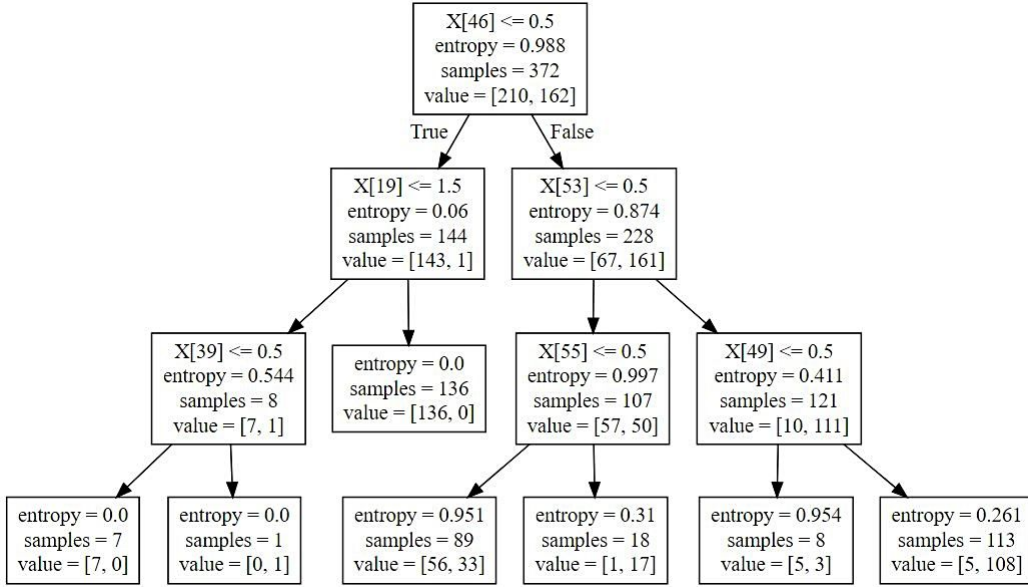 X[46] <= 0.5
entropy = 0.988
samples = 372
value = [210, 162]
True
False
X[19] <= 1.5
entropy = 0.06
samples = 144
value = [143, 1]
X[53] <= 0.5
entropy = 0.874
samples = 228
value = [67, 161]
X[39] <= 0.5
entropy = 0.544
samples = 8
value = [7, 1]
entropy = 0.0
samples = 136
value = [136, 0]
X[55] <= 0.5
entropy = 0.997
samples = 107
value = [57, 50]
X[49] <= 0.5
entropy = 0.411
samples = 121
value = [10, 111]
entropy = 0.0
samples = 7
value = [7, 0]
entropy = 0.0
samples = 1
value = [0, 1]
entropy = 0.951
samples = 89
value = [56, 33]
entropy = 0.31
samples = 18
value = [1, 17]
entropy = 0.954
samples = 8
value = [5, 3]
entropy = 0.261
samples = 113
value = [5, 108]